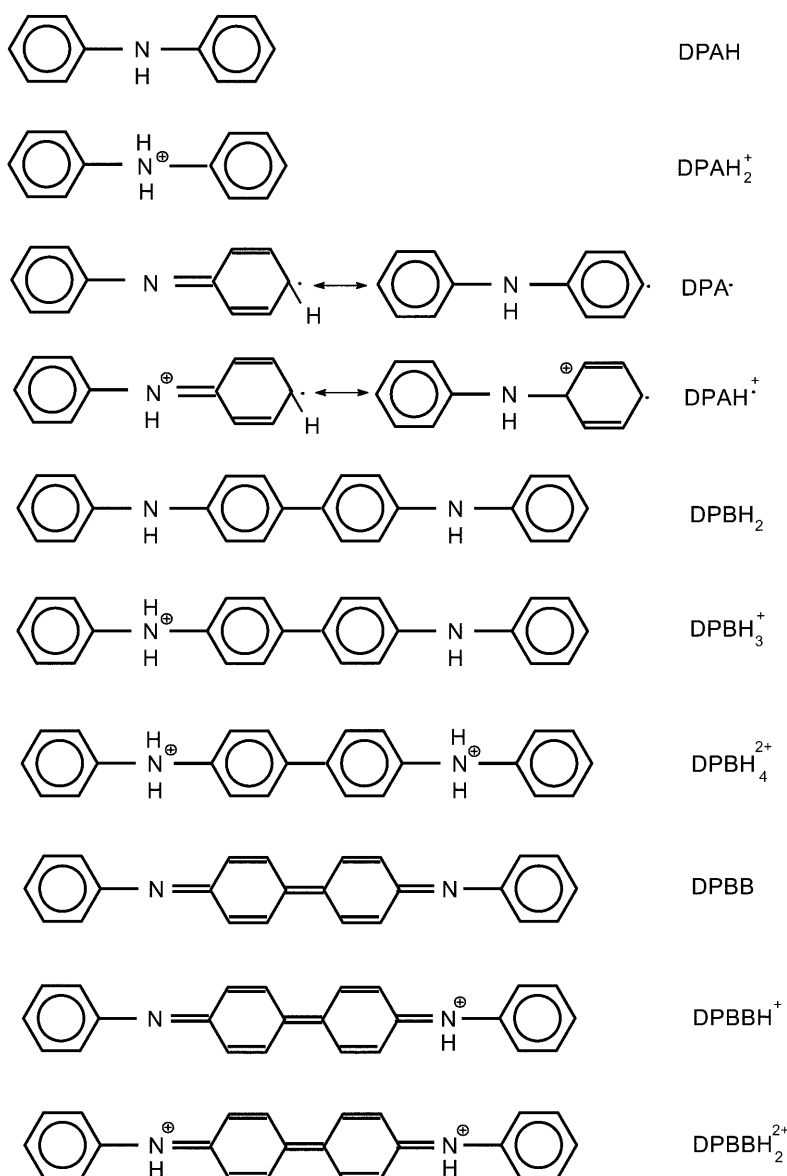 N DPAH
H
H
N⊕ DPAH₂⁺
H
N · N · DPA·
H H
N⊕ · ⊕ N · DPAH⁺·
H H H
N N DPBH₂
H H
H
N⊕ N DPBH₃⁺
H H
H H
N⊕ N⊕ DPBH₄²⁺
H H
N N DPBB
N N⊕ DPBBH⁺
H
N⊕ N⊕ DPBBH₂²⁺
H H